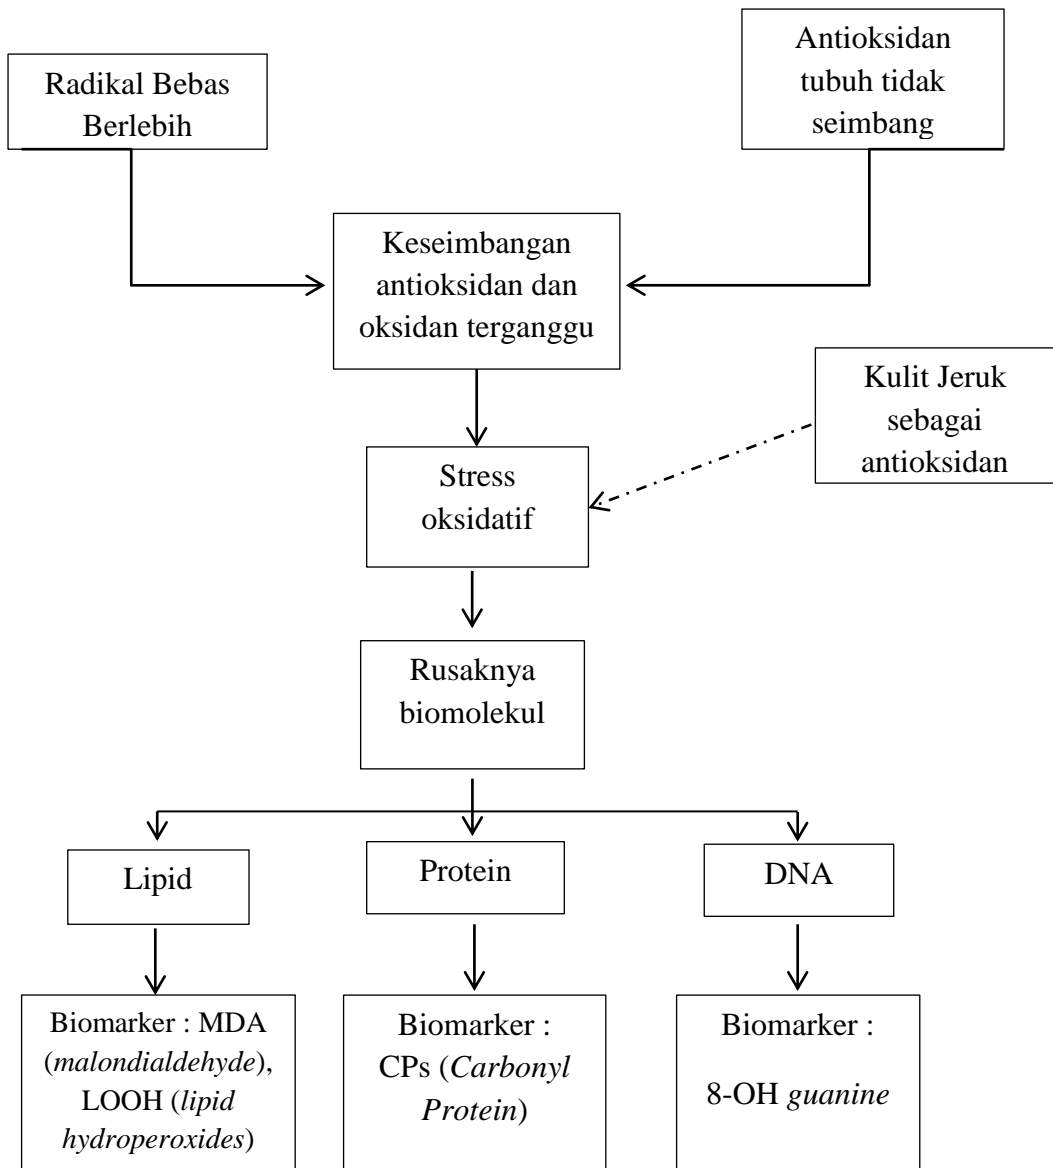 Radikal Bebas
Berlebih
Antioksidan
tubuh tidak
seimbang
Keseimbangan
antioksidan dan
oksidan terganggu
Kulit Jeruk
sebagai
antioksidan
Stress
oksidatif
Rusaknya
biomolekul
Lipid
Protein
DNA
Biomarker : MDA
(malondialdehyde),
LOOH (lipid
hydroperoxides)
Biomarker :
CPs (Carbonyl
Protein)
Biomarker :
8-OH guanine